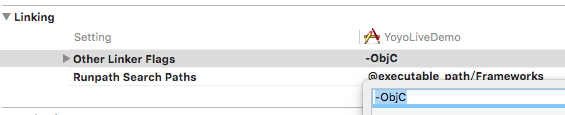 Linking
Setting YoyoLiveDemo
Other Linker Flags -ObjC
Runpath Search Paths @executable_path/Frameworks
-ObjC